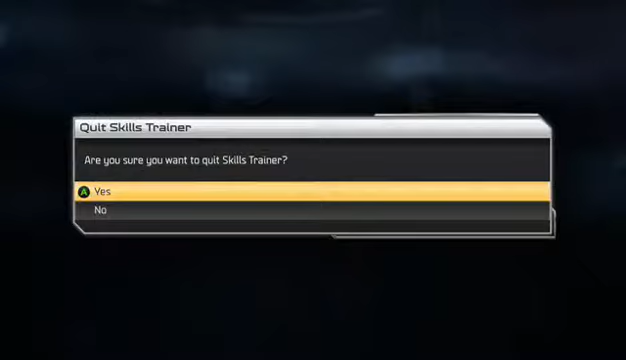 Quit Skills Trainer
Are you sure you want to quit Skills Trainer?
A Yes
No